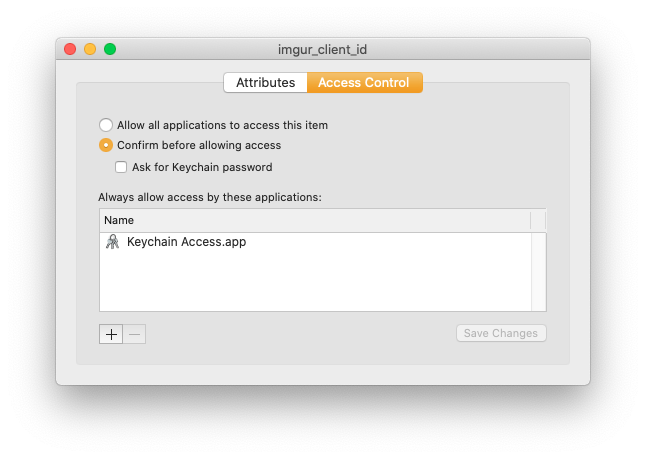 imgur_client_id
Attributes
Access Control
Allow all applications to access this item
Confirm before allowing access
Ask for Keychain password
Always allow access by these applications:
Name
Keychain Access.app
Save Changes